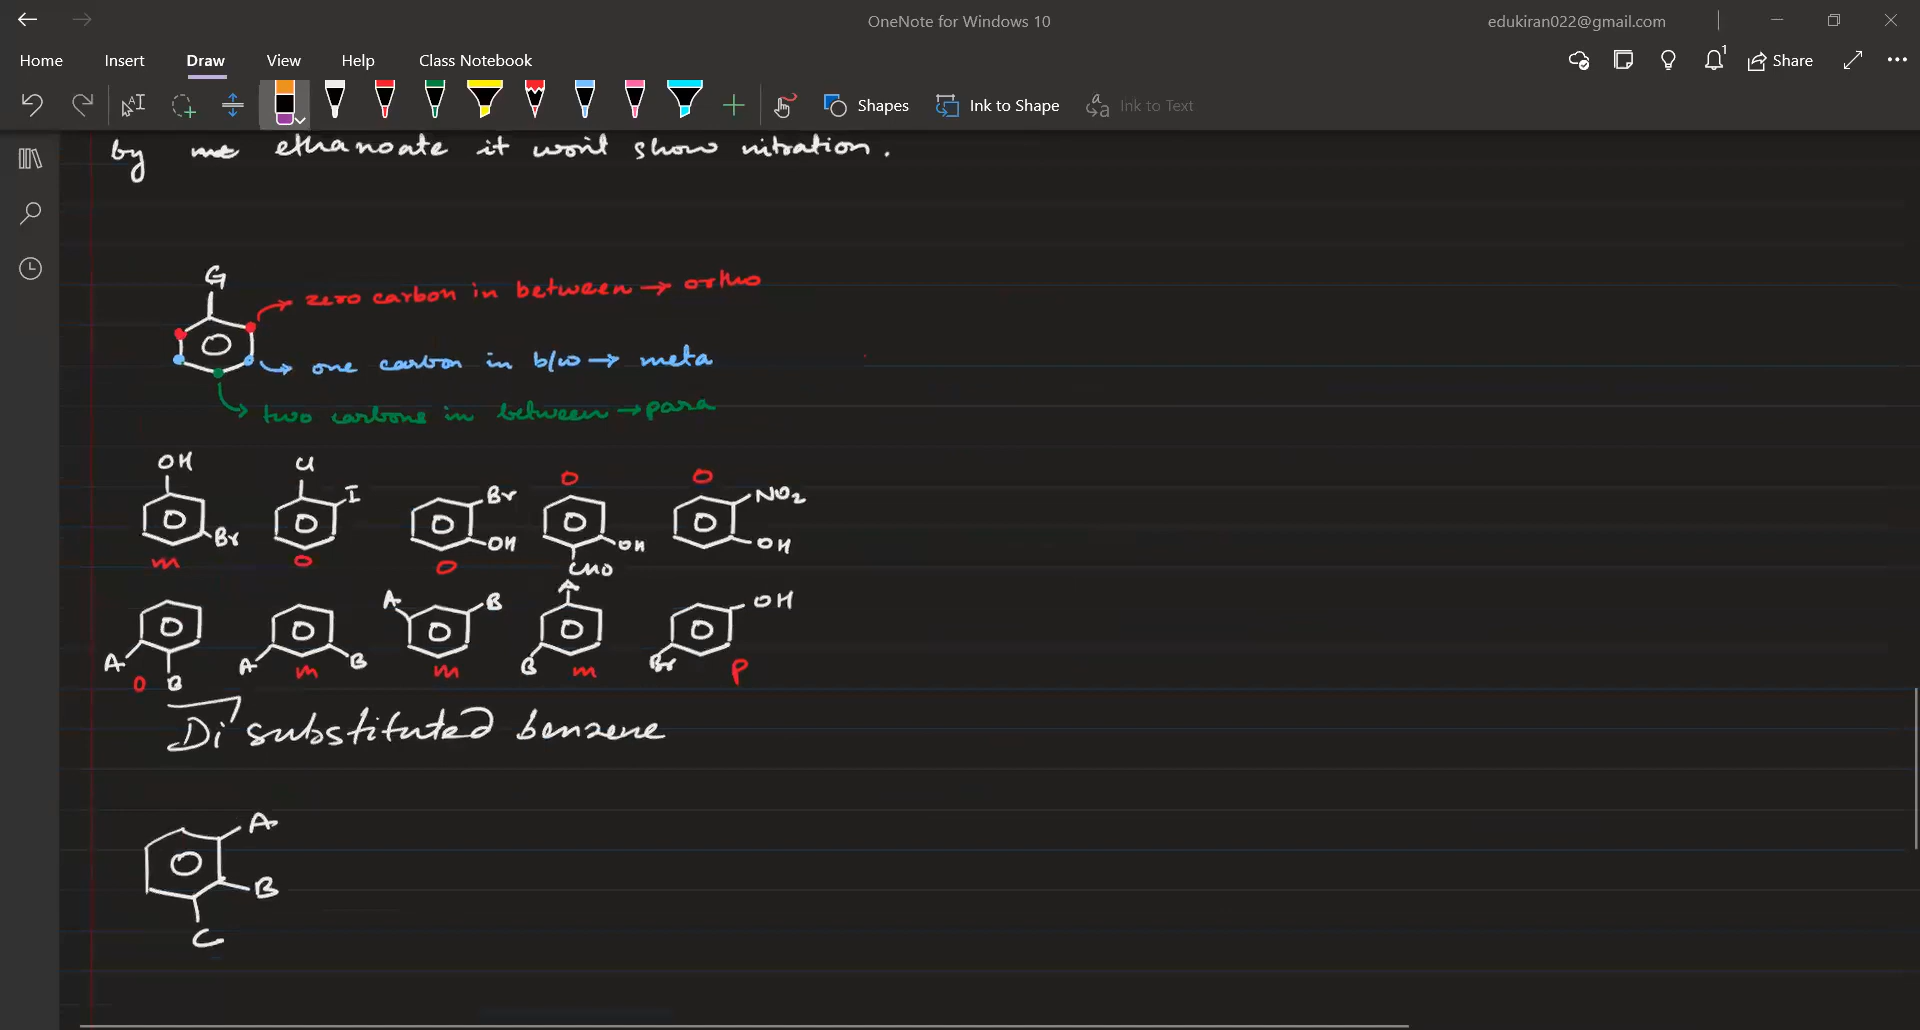 OneNote for Windows 10
edukiran022@gmail.com
Home Insert Draw View Help Class Notebook
1 Share
Shapes Ink to Shape Ink to Text
by me ethanoate it won't show nitration.
G
zero carbon in between → ortho
one carbon in b/w → meta
two carbone in between → para
OH Cl O O
I Br NO2
Br OH OH OH
m O O CHO
A B A OH
A B A B B Br
O m m m p
Di substituted benzene
A
B
C